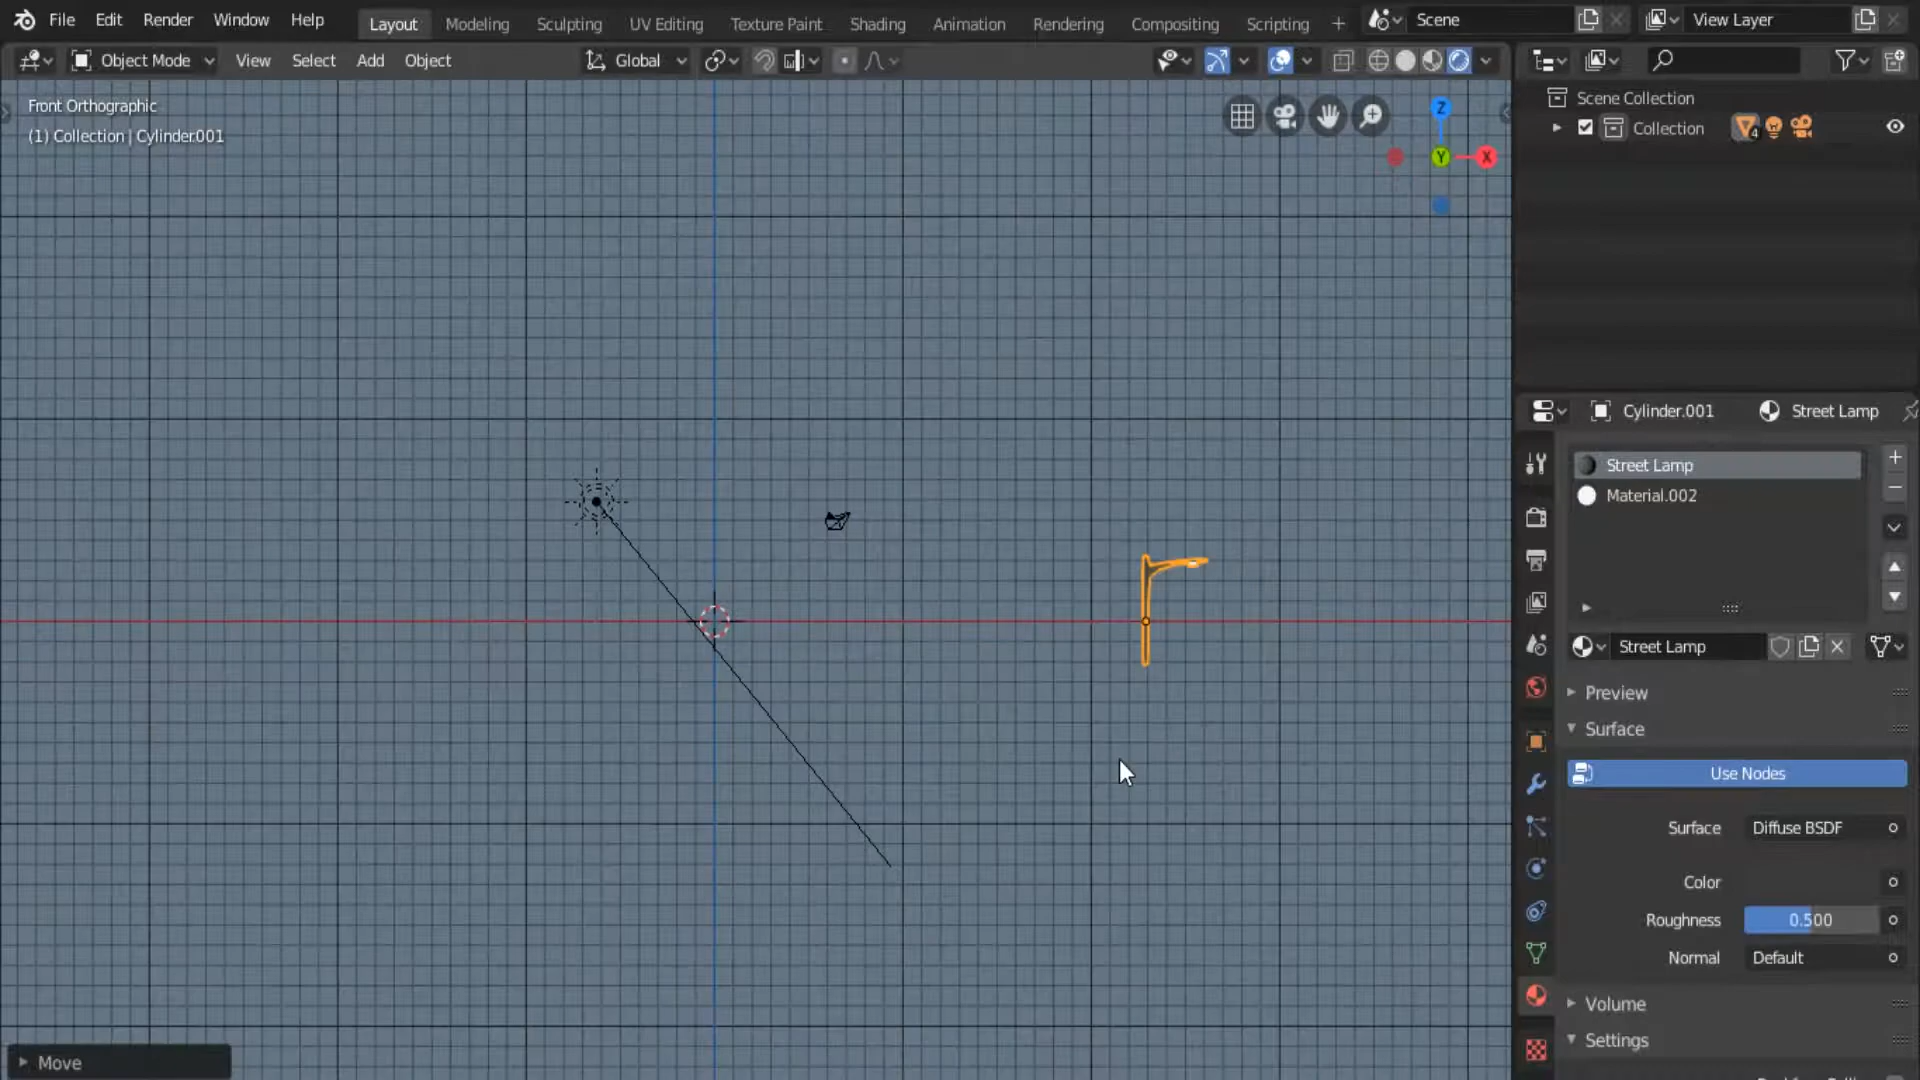 File Edit Render Window Help
Layout Modeling Sculpting UV Editing Texture Paint Shading Animation Rendering Compositing Scripting +
Scene
View Layer
Object Mode View Select Add Object
Global
Front Orthographic
(1) Collection | Cylinder.001
Z
Y
X
Scene Collection
Collection
4
Cylinder.001
Street Lamp
Street Lamp
Material.002
Street Lamp
Preview
Surface
Use Nodes
Surface Diffuse BSDF
Color
Roughness 0.500
Normal Default
Volume
Settings
Move